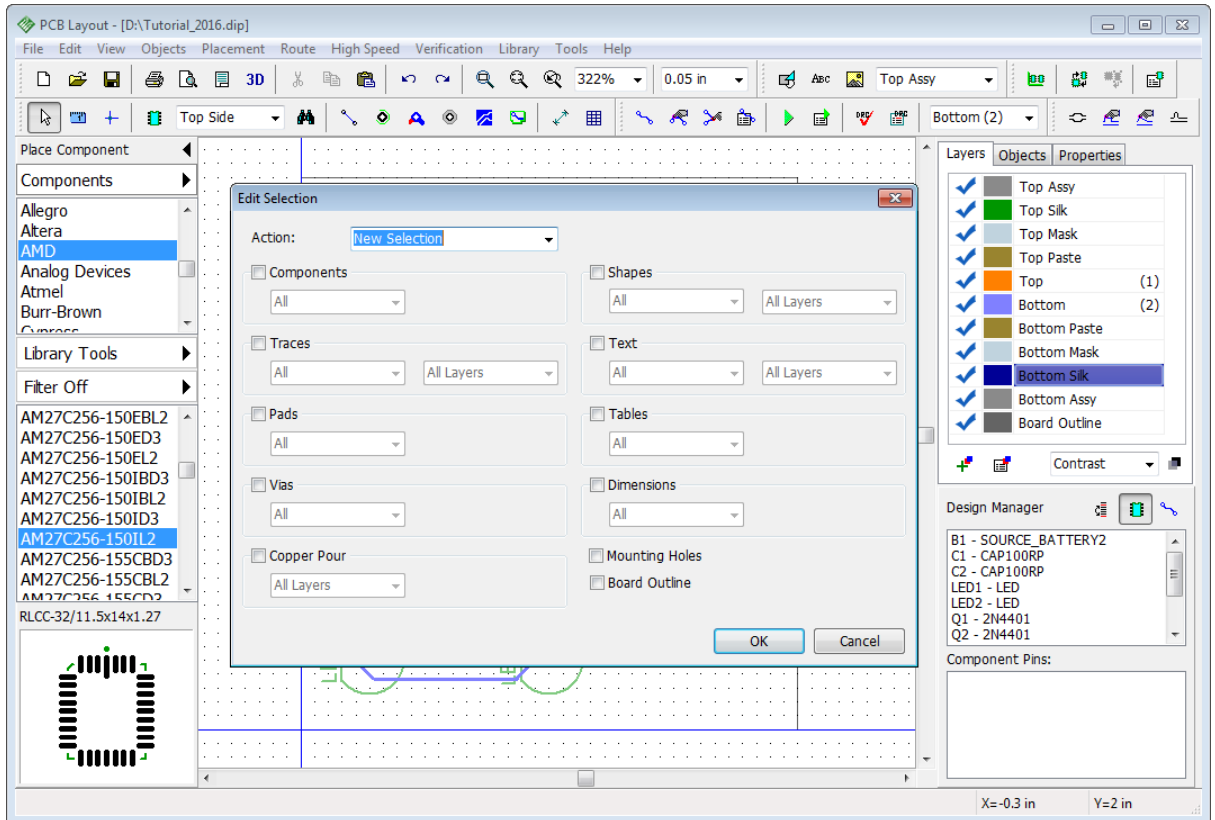 PCB Layout - [D:\Tutorial_2016.dip]
File Edit View Objects Placement Route High Speed Verification Library Tools Help
3D 322% 0.05 in ABC Top Assy
Top Side DRC DRC Bottom (2)
Place Component
Components
Allegro
Altera
AMD
Analog Devices
Atmel
Burr-Brown
Cypress
Library Tools
Filter Off
AM27C256-150EBL2
AM27C256-150ED3
AM27C256-150EL2
AM27C256-150IBD3
AM27C256-150IBL2
AM27C256-150ID3
AM27C256-150IL2
AM27C256-155CBD3
AM27C256-155CBL2
AM27C256-155CD3
RLCC-32/11.5x14x1.27
Edit Selection
Action: New Selection
Components
All
Shapes
All All Layers
Traces
All All Layers
Text
All All Layers
Pads
All
Tables
All
Vias
All
Dimensions
All
Copper Pour
All Layers
Mounting Holes
Board Outline
OK Cancel
Layers Objects Properties
Top Assy
Top Silk
Top Mask
Top Paste
Top (1)
Bottom (2)
Bottom Paste
Bottom Mask
Bottom Silk
Bottom Assy
Board Outline
Contrast
Design Manager
B1 - SOURCE_BATTERY2
C1 - CAP100RP
C2 - CAP100RP
LED1 - LED
LED2 - LED
Q1 - 2N4401
Q2 - 2N4401
Component Pins:
X=-0.3 in Y=2 in